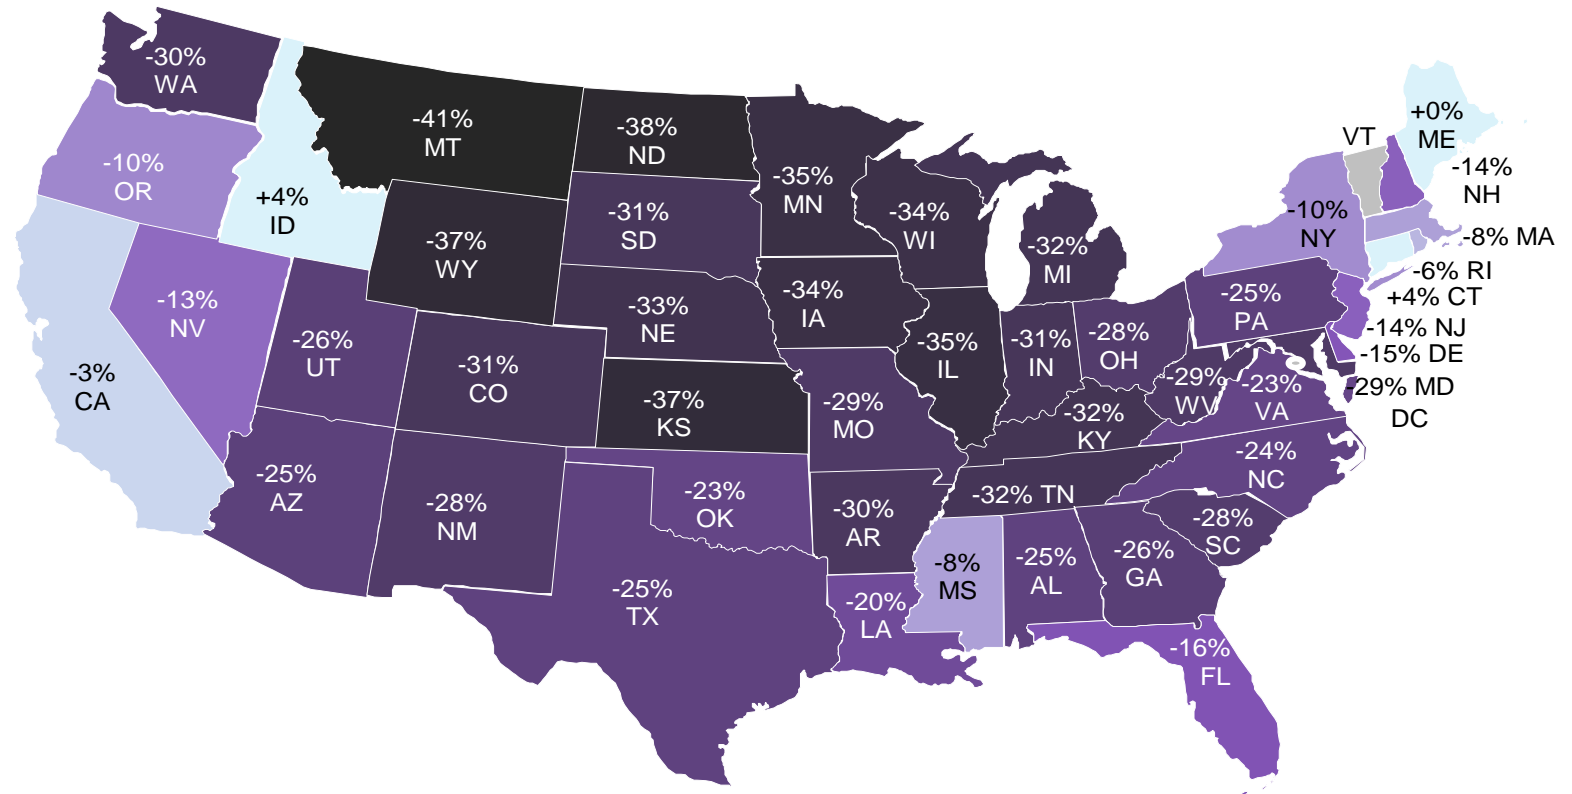 -30%
WA
-10%
OR
+4%
ID
-41%
MT
-38%
ND
-35%
MN
-31%
SD
-37%
WY
-34%
WI
-32%
MI
VT
+0%
ME
-14%
NH
-10%
NY
-8% MA
-6% RI
+4% CT
-14% NJ
-15% DE
-29% MD
DC
-3%
CA
-13%
NV
-26%
UT
-31%
CO
-33%
NE
-34%
IA
-35%
IL
-31%
IN
-28%
OH
-25%
PA
-29%
WV
-23%
VA
-37%
KS
-29%
MO
-32%
KY
-24%
NC
-25%
AZ
-28%
NM
-23%
OK
-30%
AR
-32% TN
-28%
SC
-25%
TX
-20%
LA
-8%
MS
-25%
AL
-26%
GA
-16%
FL